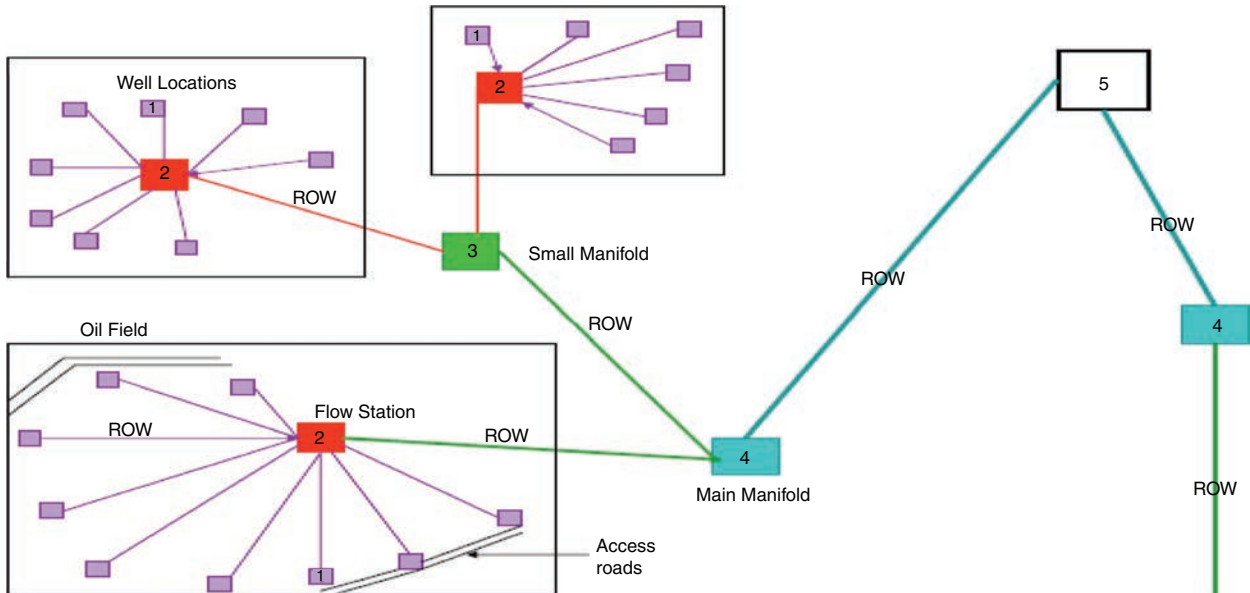 1
2
5
Well Locations
1
2
ROW
ROW
3
Small Manifold
ROW
ROW
4
Oil Field
Flow Station
ROW
2
ROW
4
Main Manifold
ROW
Access
roads
1